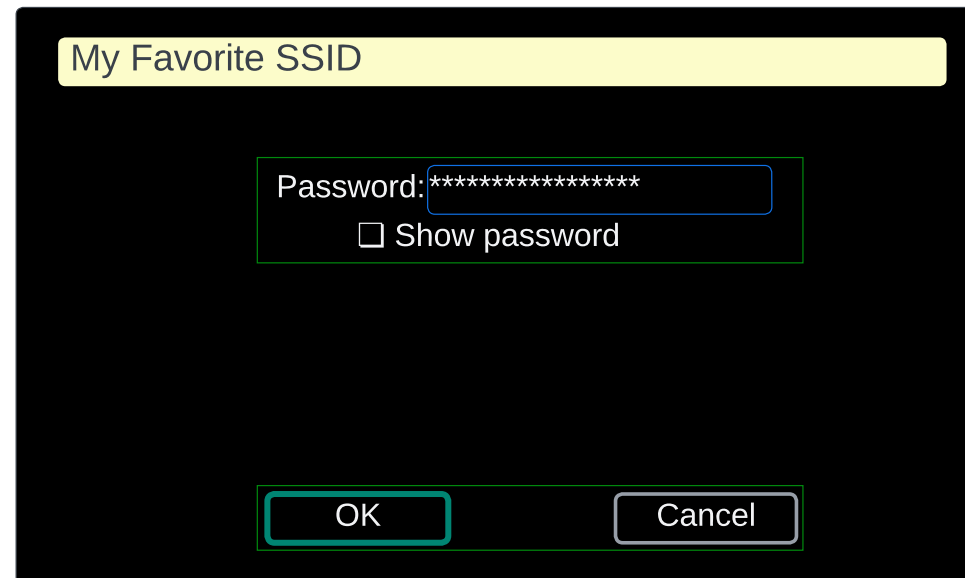 My Favorite SSID
Password:*****************
❏ Show password
OK
Cancel